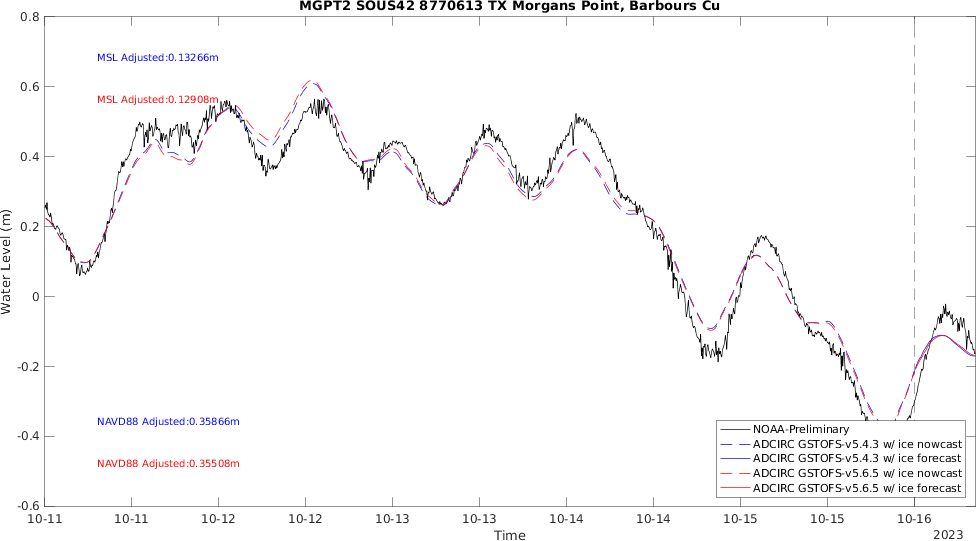 MGPT2 SOUS42 8770613 TX Morgans Point, Barbours Cu
0.8
MSL Adjusted:0.13266m
0.6
MSL Adjusted:0.12908m
0.4
0.2
Water Level (m)
0
-0.2
NAVD88 Adjusted:0.35866m
-0.4
NAVD88 Adjusted:0.35508m
NOAA-Preliminary
ADCIRC GSTOFS-v5.4.3 w/ ice nowcast
ADCIRC GSTOFS-v5.4.3 w/ ice forecast
ADCIRC GSTOFS-v5.6.5 w/ ice nowcast
ADCIRC GSTOFS-v5.6.5 w/ ice forecast
-0.6
10-11 10-11 10-12 10-12 10-13 10-13 10-14 10-14 10-15 10-15 10-16
Time
2023